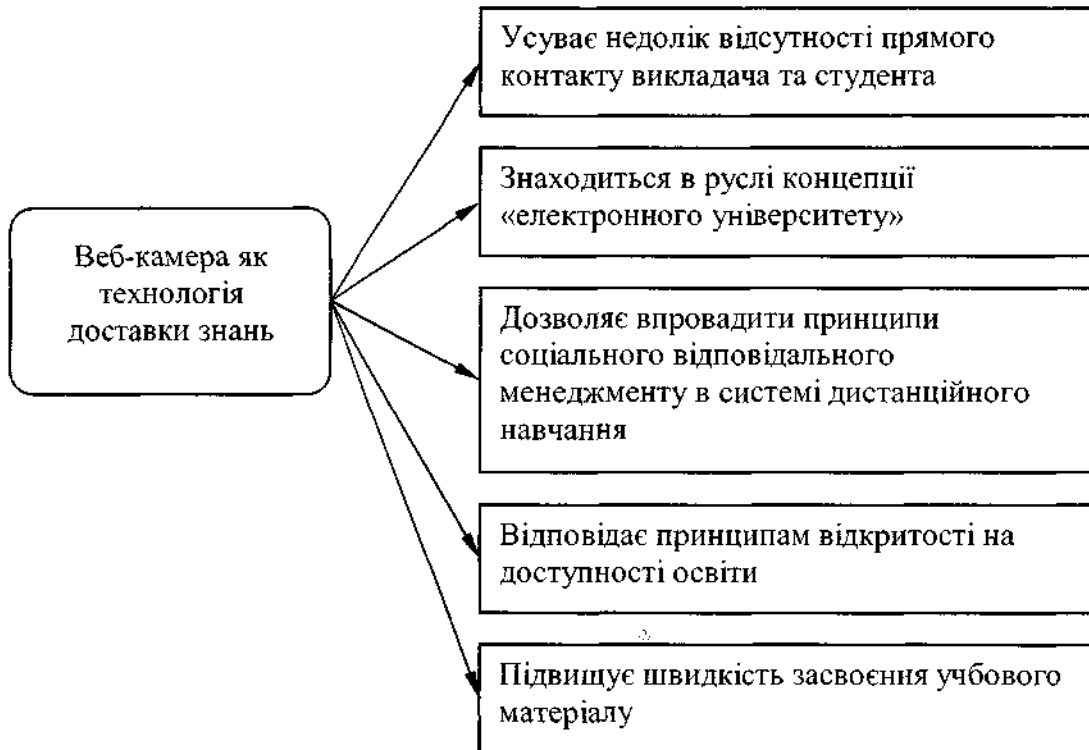 Веб-камера як
технологія
доставки знань
Усуває недолік відсутності прямого
контакту викладача та студента
Знаходиться в руслі концепції
«електронного університету»
Дозволяє впровадити принципи
соціального відповідального
менеджменту в системі дистанційного
навчання
Відповідає принципам відкритості на
доступності освіти
Підвищує швидкість засвоєння учбового
матеріалу